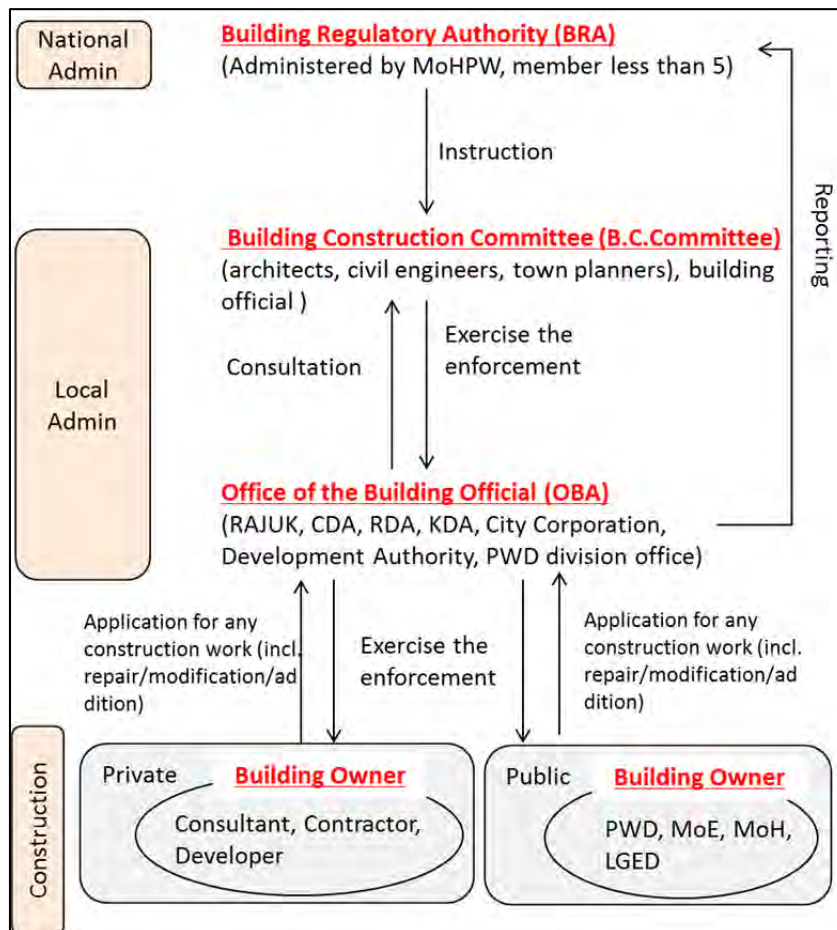 National
Admin
Building Regulatory Authority (BRA)
(Administered by MoHPW, member less than 5)
Instruction
Reporting
Local
Admin
Building Construction Committee (B.C.Committee)
(architects, civil engineers, town planners), building
official )
Consultation
Exercise the
enforcement
Office of the Building Official (OBA)
(RAJUK, CDA, RDA, KDA, City Corporation,
Development Authority, PWD division office)
Application for any
construction work (incl.
repair/modification/ad
dition)
Exercise the
enforcement
Application for any
construction work (incl.
repair/modification/ad
dition)
Construction
Private
Building Owner
Consultant, Contractor,
Developer
Public
Building Owner
PWD, MoE, MoH,
LGED